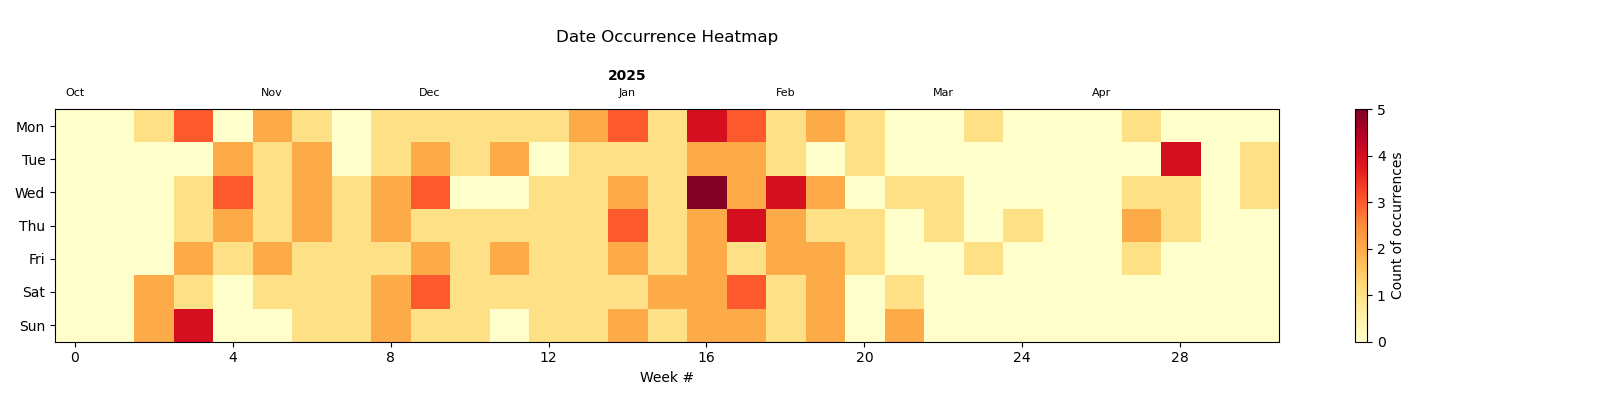 Date Occurrence Heatmap
2025
Oct Nov Dec Jan Feb Mar Apr
Mon
Tue
Wed
Thu
Fri
Sat
Sun
0 4 8 12 16 20 24 28
Week #
5
4
3
2
1
0
Count of occurrences